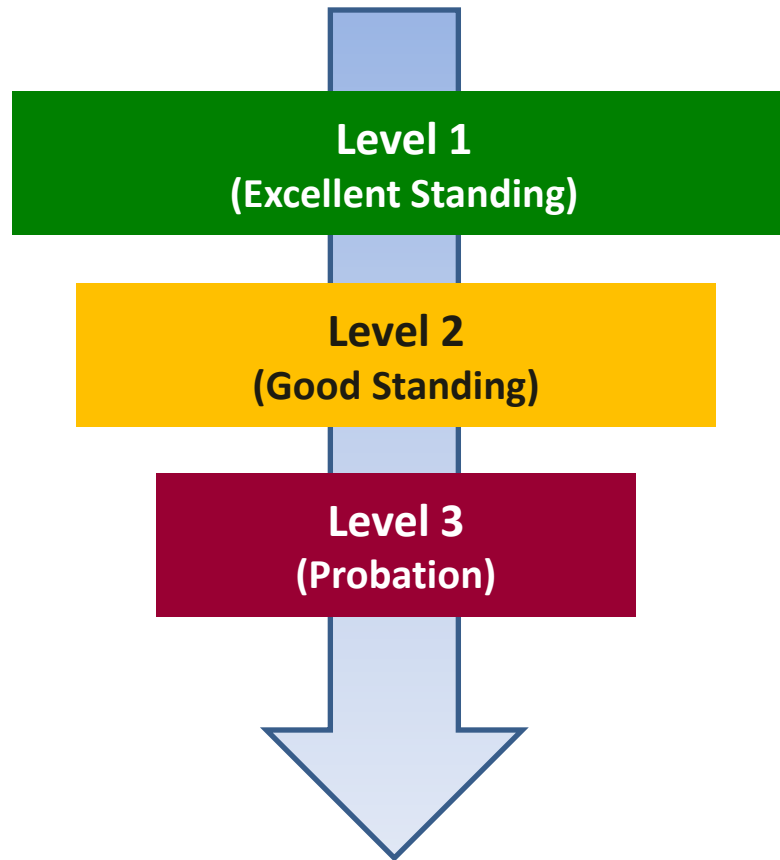 Level 1
(Excellent Standing)
Level 2
(Good Standing)
Level 3
(Probation)